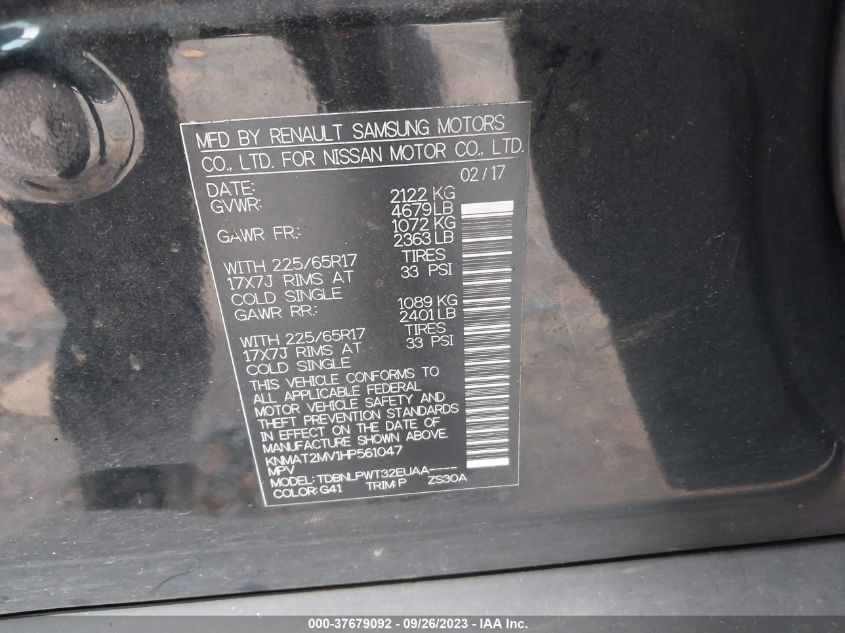 MFD BY RENAULT SAMSUNG MOTORS
CO., LTD. FOR NISSAN MOTOR CO., LTD.
DATE: 02/17
GVWR: 2122 KG
4679 LB
GAWR FR: 1072 KG
2363 LB
WITH 225/65R17 TIRES
17X7J RIMS AT 33 PSI
COLD SINGLE
GAWR RR: 1089 KG
2401 LB
WITH 225/65R17 TIRES
17X7J RIMS AT 33 PSI
COLD SINGLE
THIS VEHICLE CONFORMS TO
ALL APPLICABLE FEDERAL
MOTOR VEHICLE SAFETY AND
THEFT PREVENTION STANDARDS
IN EFFECT ON THE DATE OF
MANUFACTURE SHOWN ABOVE.
KNMAT2MV1HP561047
MPV
MODEL: TDBNLPWT32EUAA----
COLOR: G41 TRIM: P ZS30A
000-37679092 - 09/26/2023 - IAA Inc.